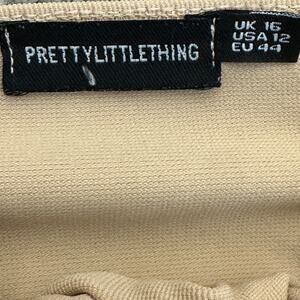 PRETTYLITTLETHING
UK 16
USA 12
EU 44